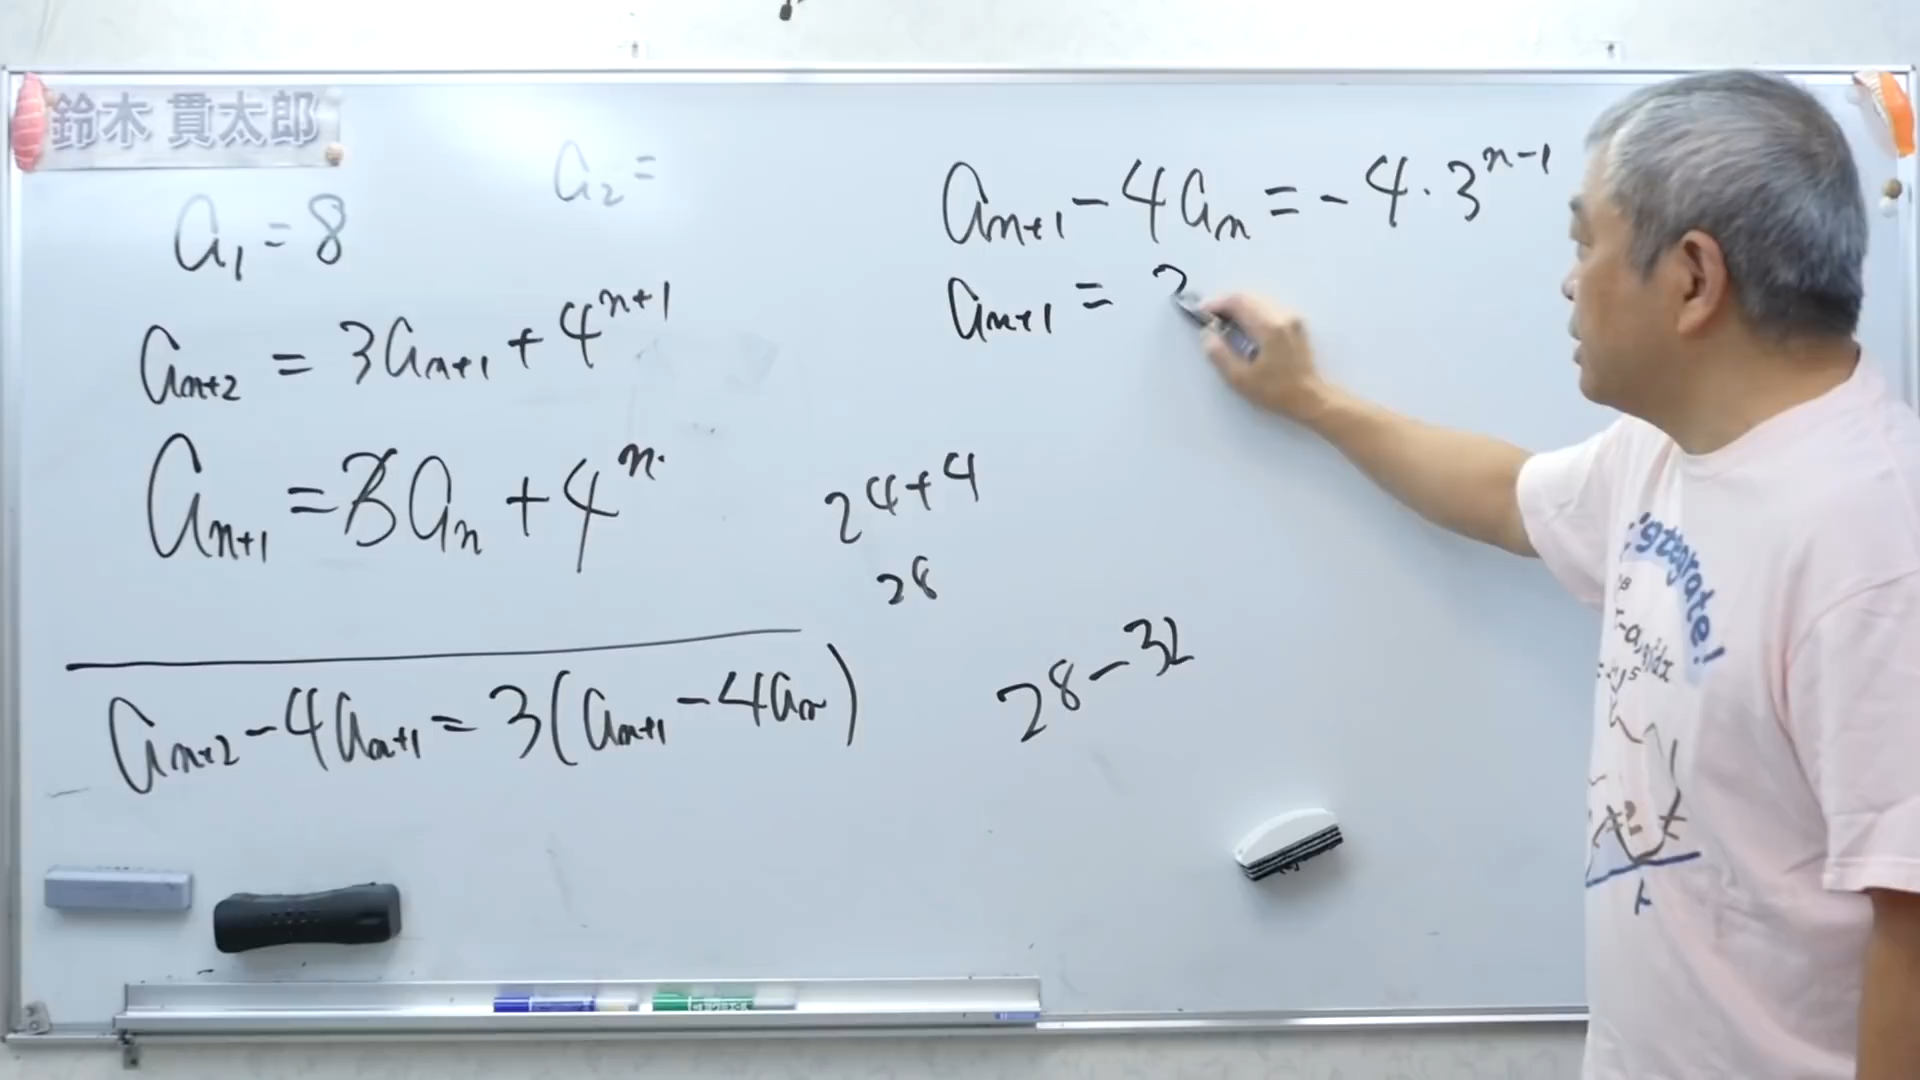 鈴木 貫太郎
a₁ = 8
a₂ =
aₙ₊₂ = 3aₙ₊₁ + 4ⁿ⁺¹
aₙ₊₁ = 3aₙ + 4ⁿ
aₙ₊₂ - 4aₙ₊₁ = 3(aₙ₊₁ - 4aₙ)
24+4
28
28-32
aₙ₊₁ - 4aₙ = -4・3ⁿ⁻¹
aₙ₊₁ =
tegrate!